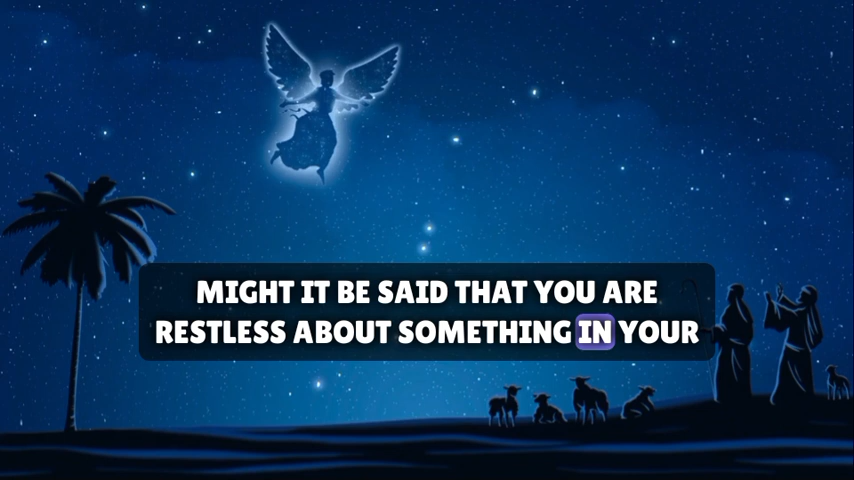 MIGHT IT BE SAID THAT YOU ARE
RESTLESS ABOUT SOMETHING IN YOUR